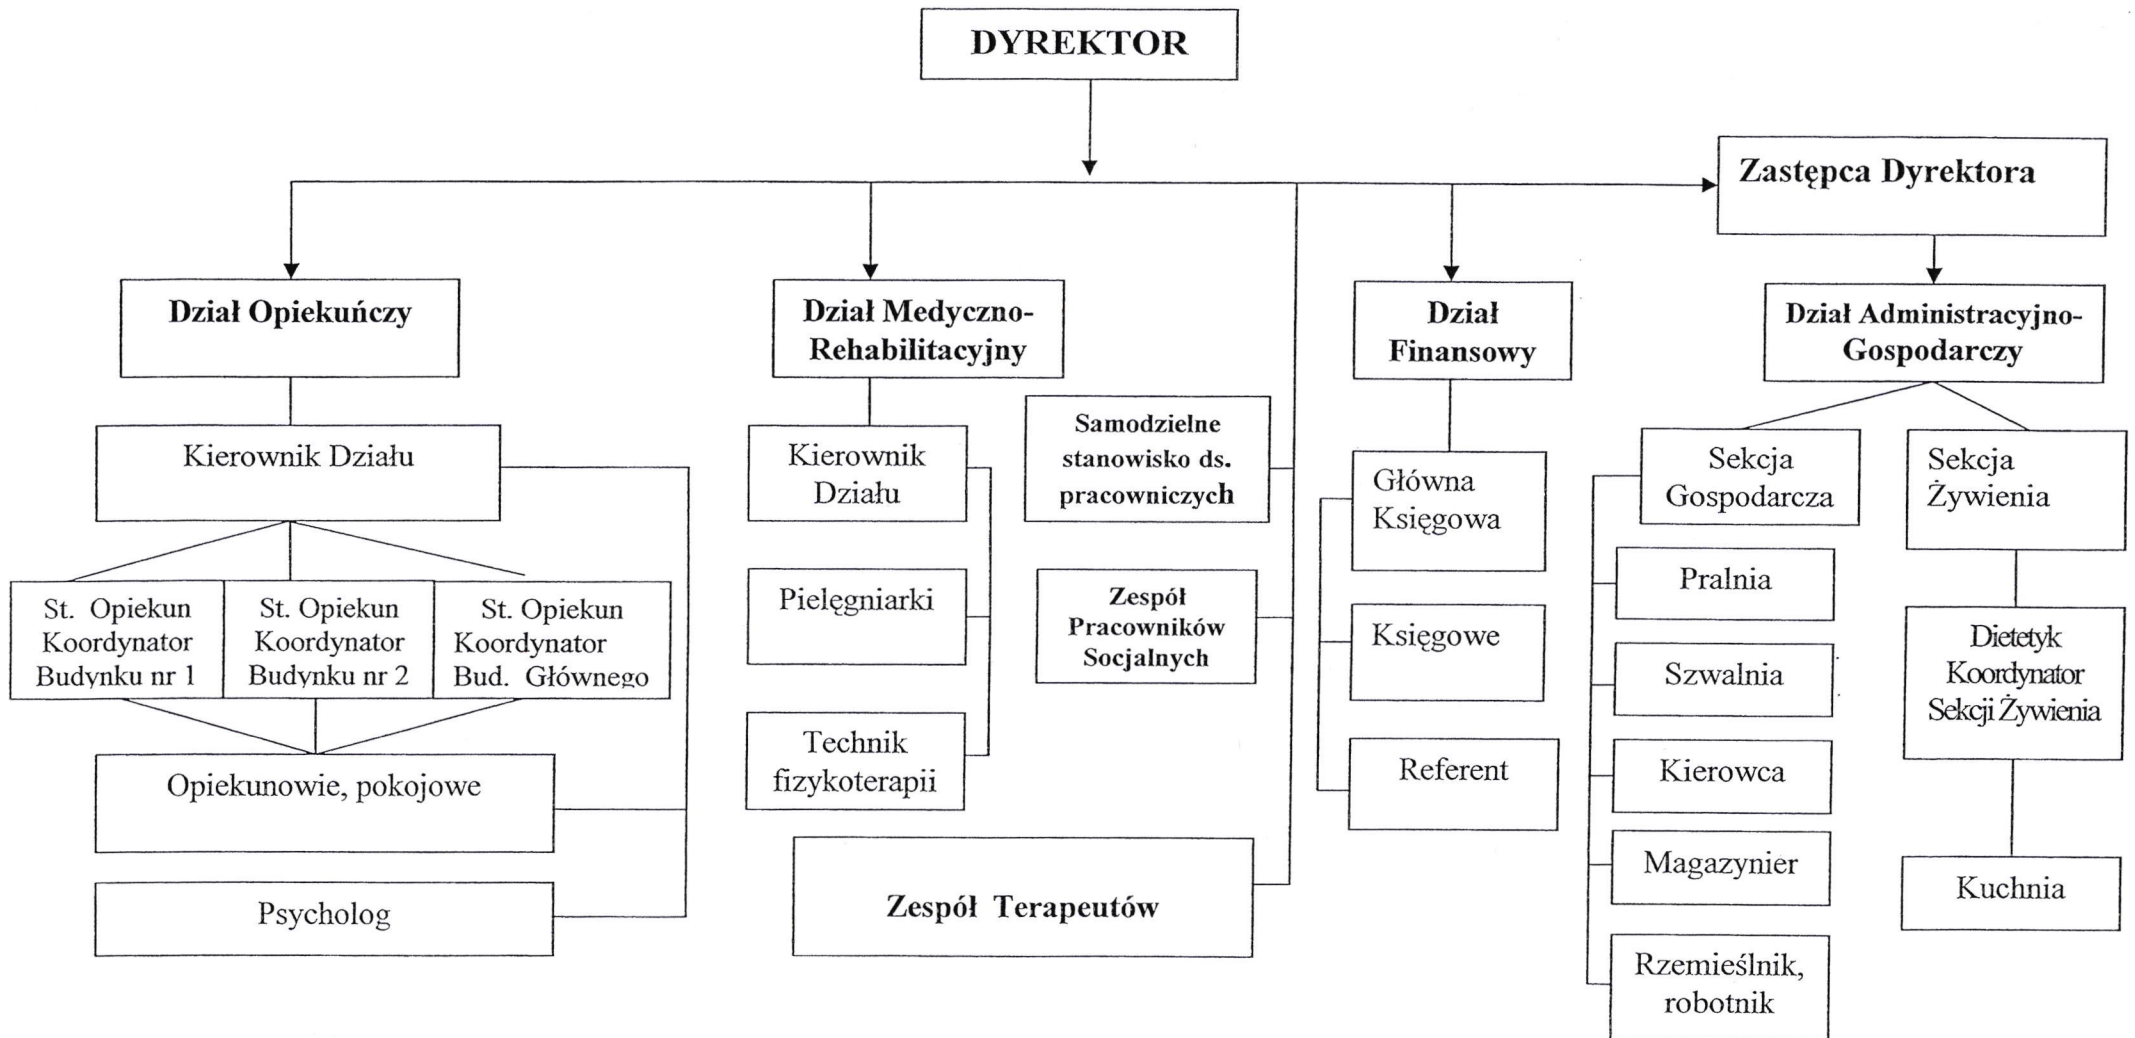 DYREKTOR
Zastępca Dyrektora
Dział Opiekuńczy
Dział Medyczno-
Rehabilitacyjny
Dział
Finansowy
Dział Administracyjno-
Gospodarczy
Kierownik Działu
St. Opiekun
Koordynator
Budynku nr 1
St. Opiekun
Koordynator
Budynku nr 2
St. Opiekun
Koordynator
Bud. Głównego
Opiekunowie, pokojowe
Psycholog
Kierownik
Działu
Pielęgniarki
Technik
fizykoterapii
Samodzielne
stanowisko ds.
pracowniczych
Zespół
Pracowników
Socjalnych
Zespół Terapeutów
Główna
Księgowa
Księgowe
Referent
Sekcja
Gospodarcza
Pralnia
Szwalnia
Kierowca
Magazynier
Rzemieślnik,
robotnik
Sekcja
Żywienia
Dietetyk
Koordynator
Sekcji Żywienia
Kuchnia